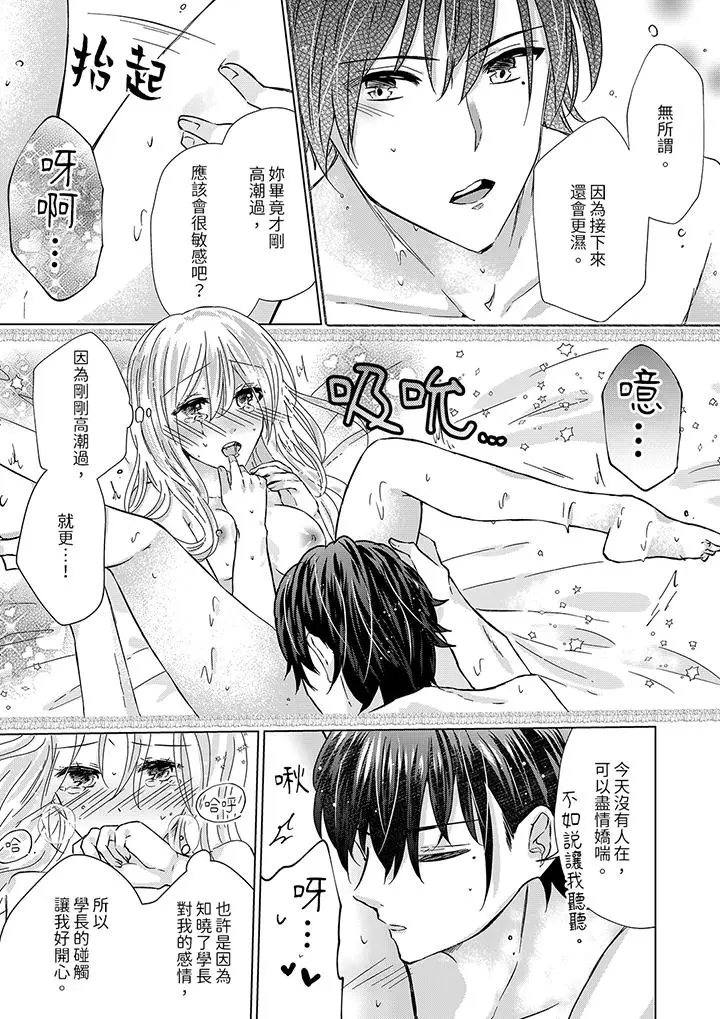 無所謂。
因為接下來
還會更濕。
妳畢竟才剛
高潮過，
應該會很敏感吧？
抬起
呀啊…
噫…
吸吮…
因為剛剛高潮過，
就更…！
今天沒有人在，
可以盡情嬌喘。
不如說讓我聽聽。
啾
呀…
也許是因為
知曉了學長
對我的感情，
哈呼
哈
所以
學長的碰觸
讓我好開心。